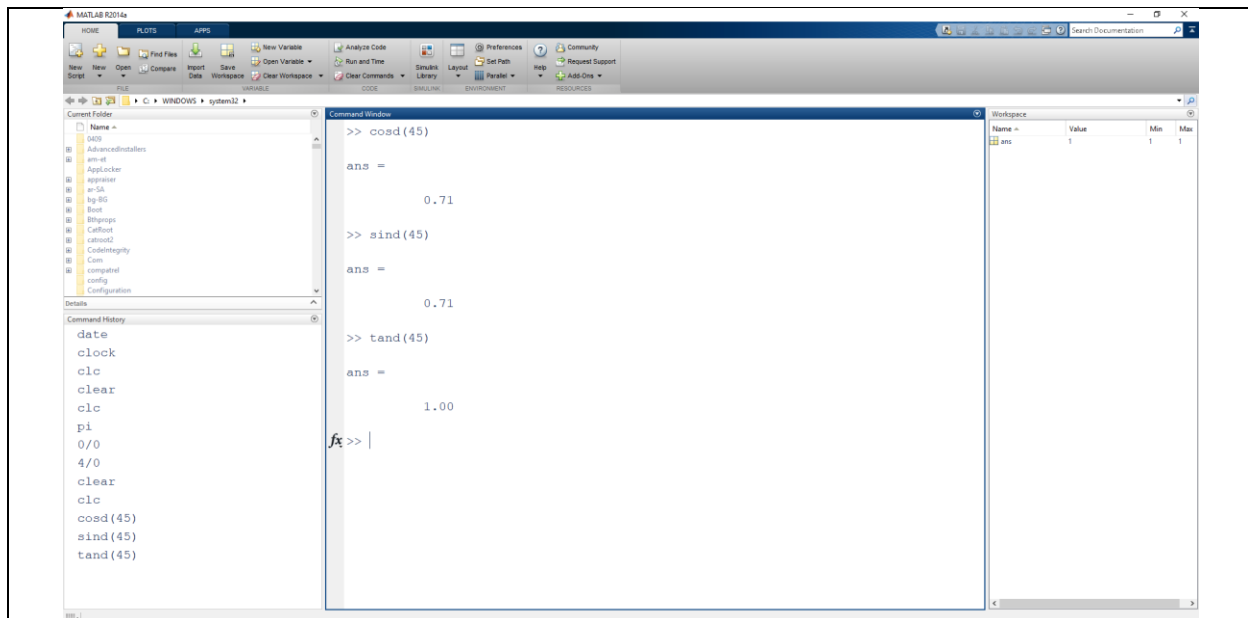 MATLAB R2014a
HOME PLOTS APPS
Search Documentation
New Script
New
Open
Find Files
Compare
Import Data
Save Workspace
New Variable
Open Variable
Clear Workspace
Analyze Code
Run and Time
Clear Commands
Simulink Library
Layout
Preferences
Set Path
Parallel
Help
Community
Request Support
Add-Ons
FILE VARIABLE CODE SIMULINK ENVIRONMENT RESOURCES
C: WINDOWS system32
Current Folder
Name
0409
AdvancedInstallers
am-et
AppLocker
appraiser
ar-SA
bg-BG
Boot
Bthprops
CatRoot
catroot2
CodeIntegrity
Com
compatrel
config
Configuration
Details
Command History
date
clock
clc
clear
clc
pi
0/0
4/0
clear
clc
cosd(45)
sind(45)
tand(45)
Command Window
>> cosd(45)
ans =
0.71
>> sind(45)
ans =
0.71
>> tand(45)
ans =
1.00
fx >>
Workspace
Name Value Min Max
ans 1 1 1